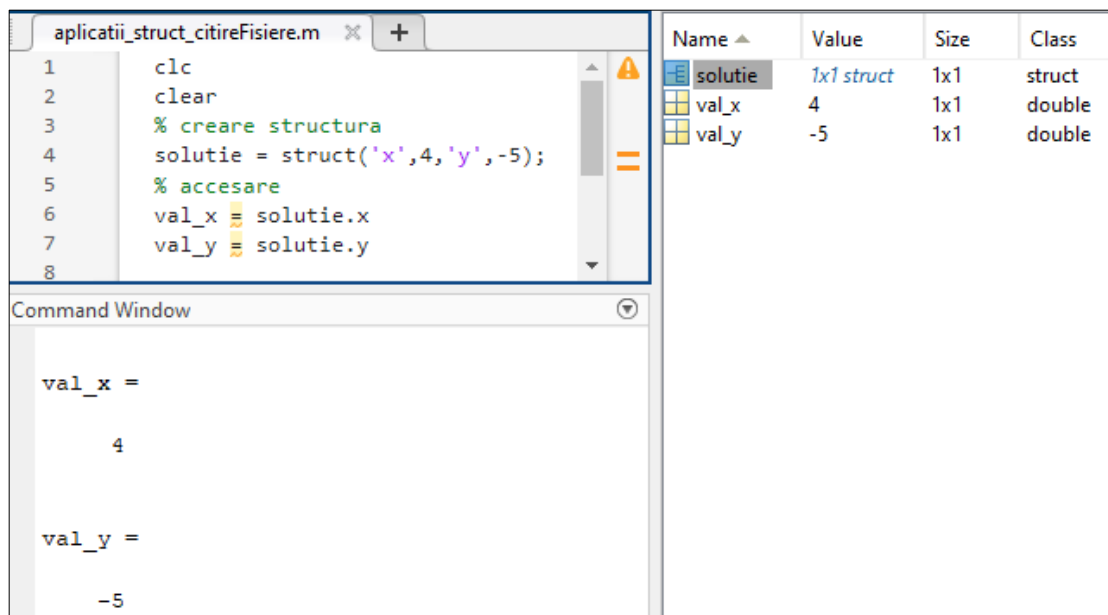 aplicatii_struct_citireFisiere.m
1 clc
2 clear
3 % creare structura
4 solutie = struct('x',4,'y',-5);
5 % accesare
6 val_x = solutie.x
7 val_y = solutie.y
8
Command Window
val_x =
4
val_y =
-5
Name Value Size Class
solutie 1x1 struct 1x1 struct
val_x 4 1x1 double
val_y -5 1x1 double